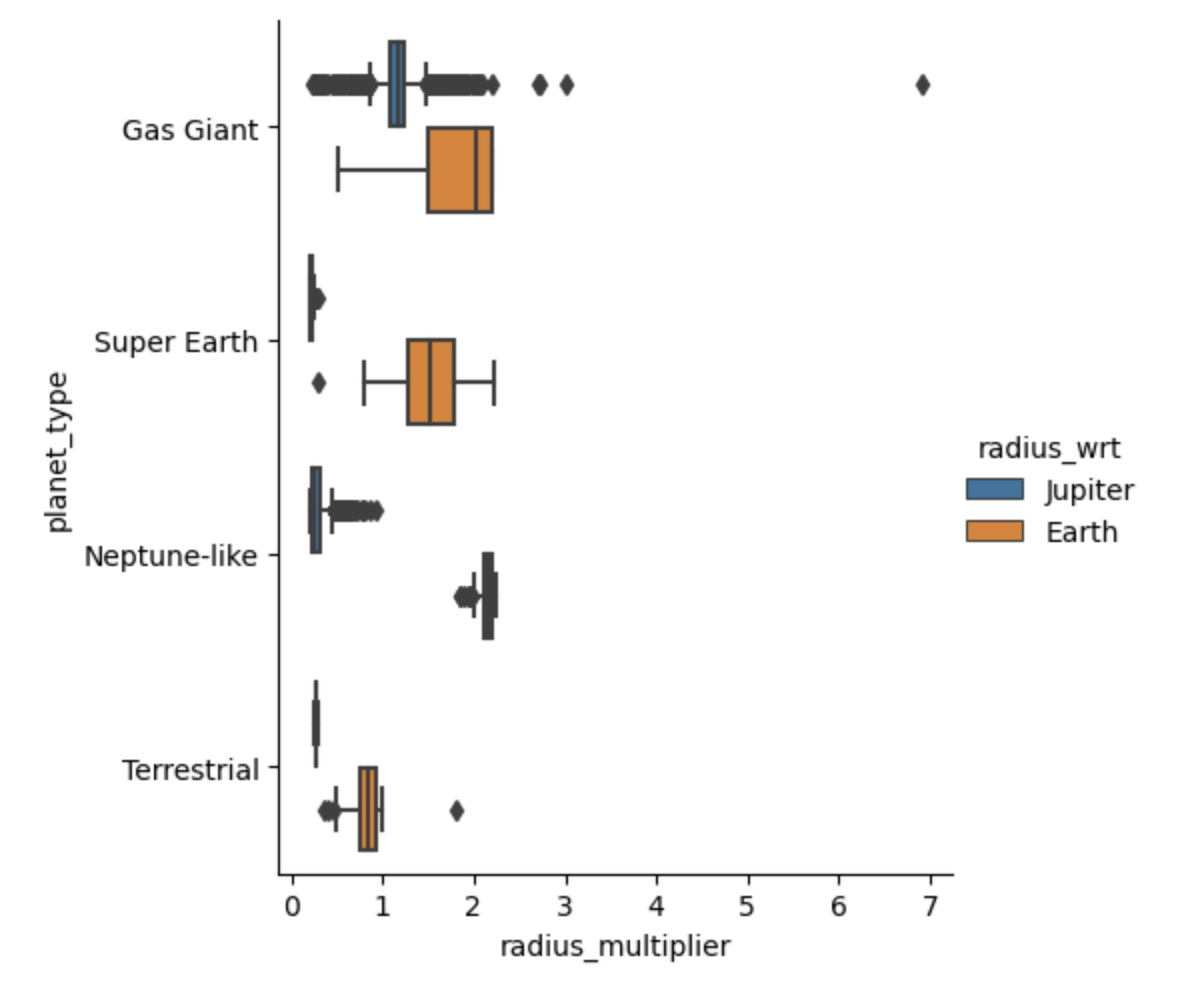 Gas Giant
Super Earth
Neptune-like
Terrestrial
planet_type
0 1 2 3 4 5 6 7
radius_multiplier
radius_wrt
Jupiter
Earth